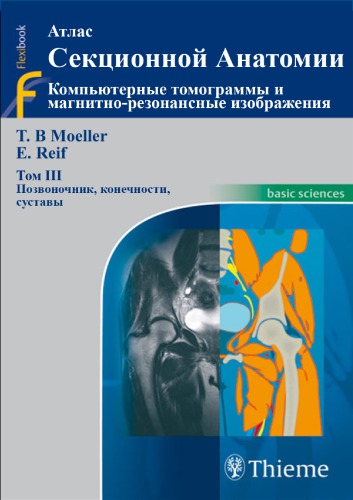 Flexibook
Атлас
Секционной Анатомии
Компьютерные томограммы и
магнитно-резонансные изображения
T. B Moeller
E. Reif
Том III
Позвоночник, конечности,
суставы
basic sciences
Thieme